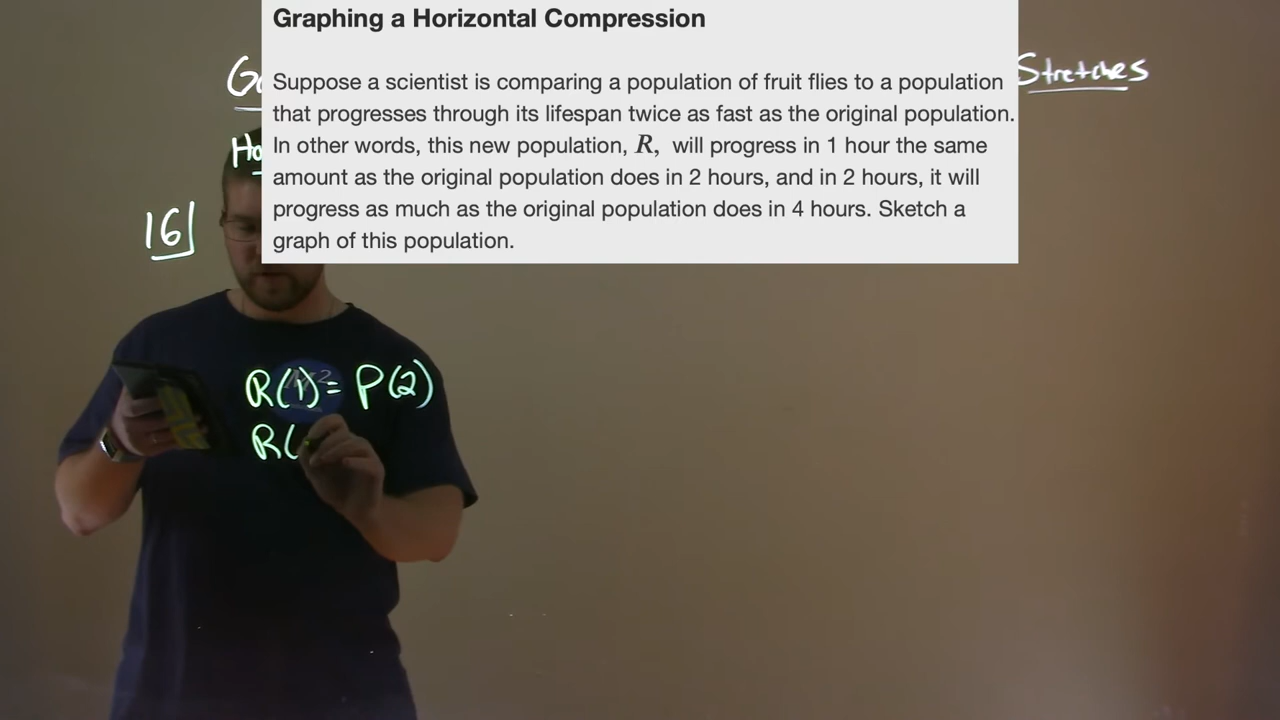 Graphing a Horizontal Compression
Stretches
Suppose a scientist is comparing a population of fruit flies to a population
that progresses through its lifespan twice as fast as the original population.
In other words, this new population, R, will progress in 1 hour the same
amount as the original population does in 2 hours, and in 2 hours, it will
progress as much as the original population does in 4 hours. Sketch a
graph of this population.
16
R(1) = P(2)
R(